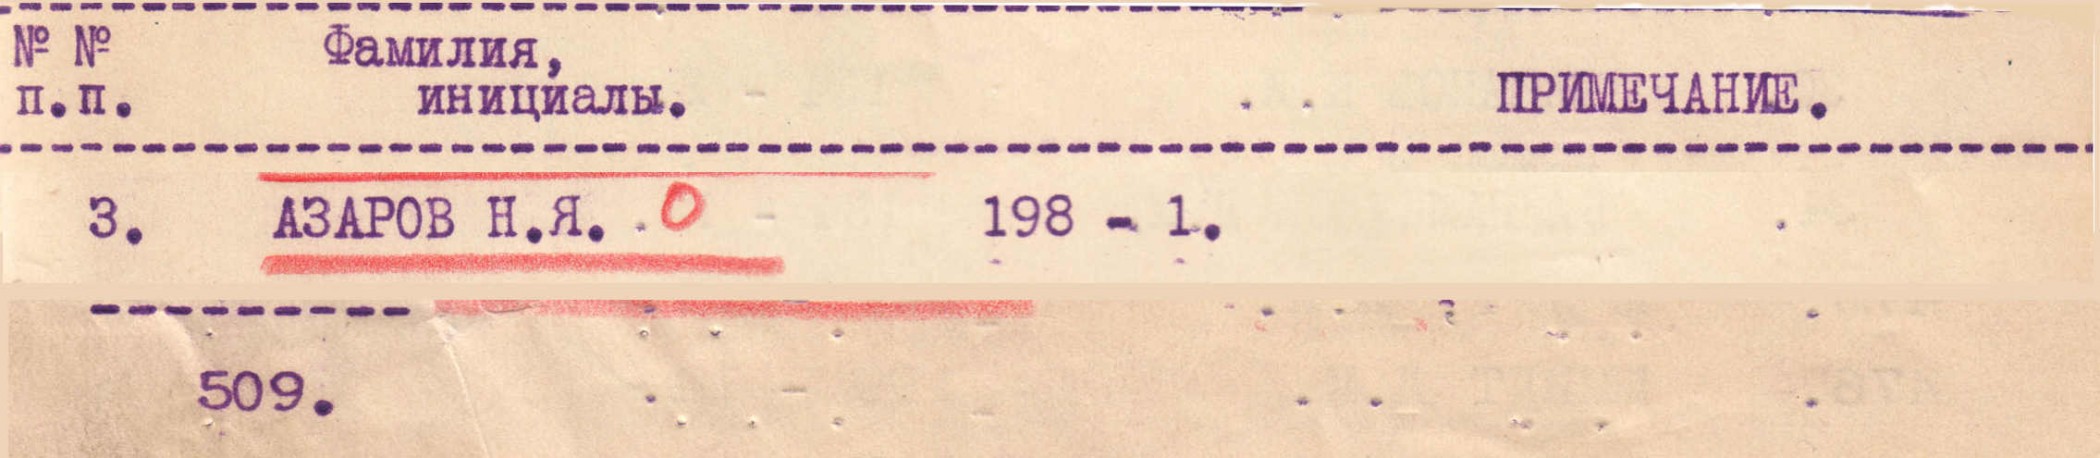 № № Фамилия,
п.п. инициалы. ПРИМЕЧАНИЕ.
3. АЗАРОВ Н.Я. О 198 - 1.
509.